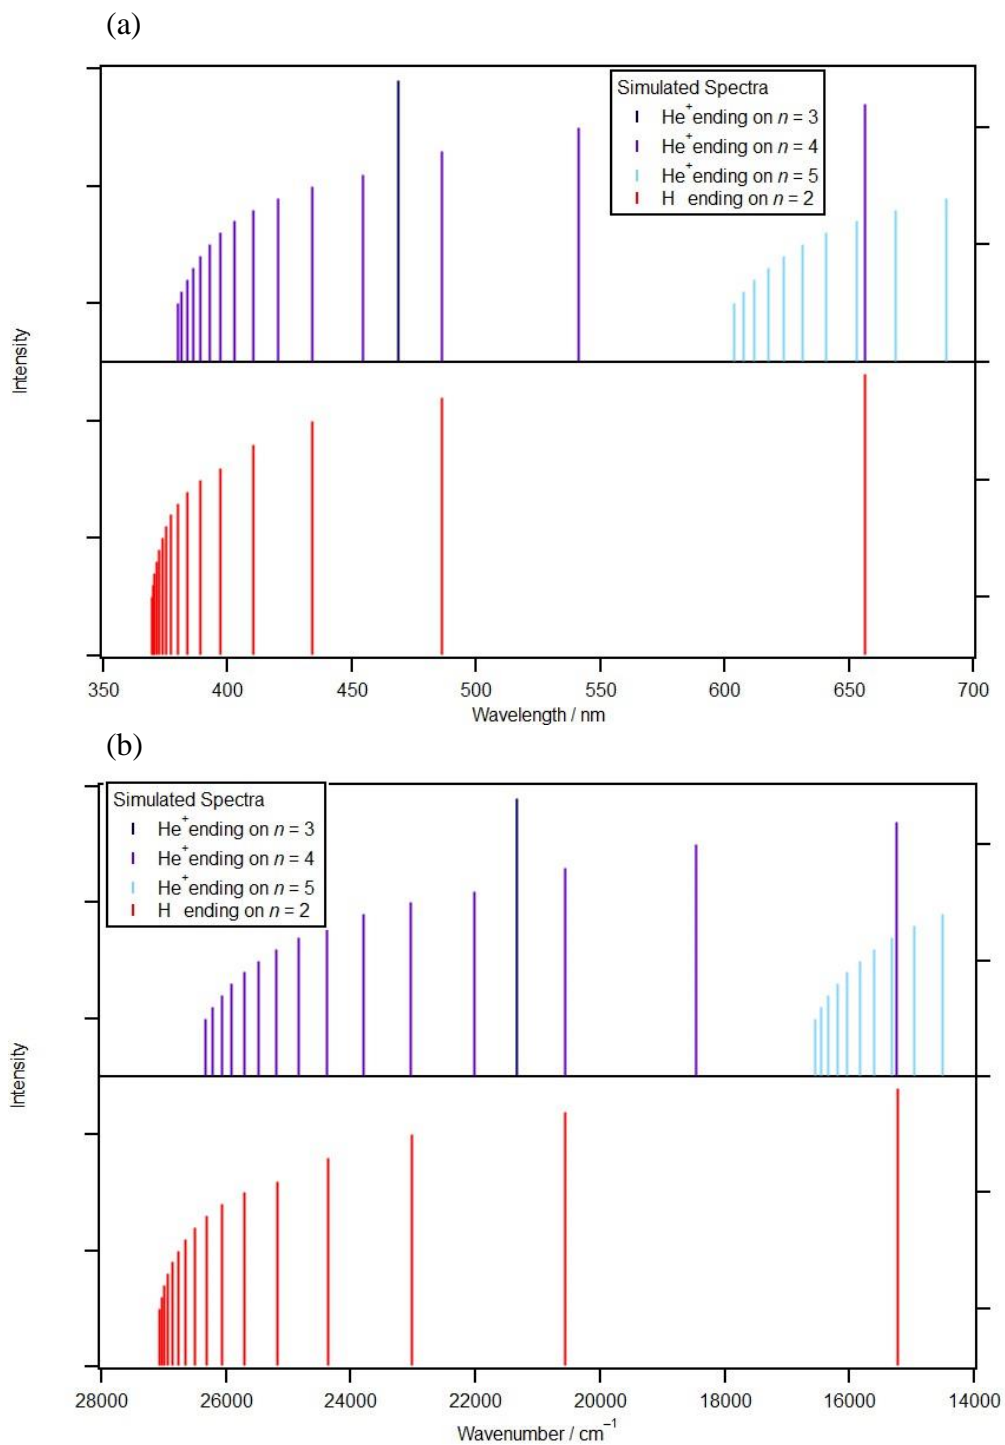 (a)
Simulated Spectra
He+ ending on n = 3
He+ ending on n = 4
He+ ending on n = 5
H ending on n = 2
Intensity
350 400 450 500 550 600 650 700
Wavelength / nm
(b)
Simulated Spectra
He+ ending on n = 3
He+ ending on n = 4
He+ ending on n = 5
H ending on n = 2
Intensity
28000 26000 24000 22000 20000 18000 16000 14000
Wavenumber / cm⁻¹